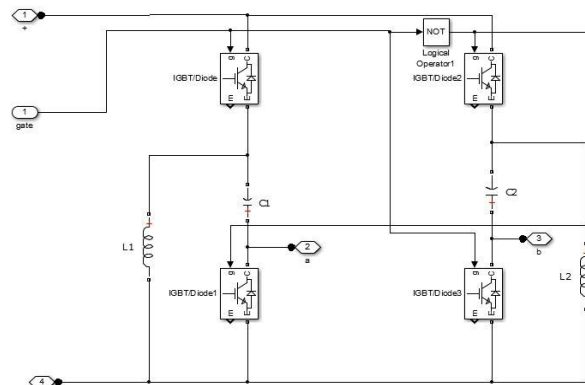 1
+
NOT
Logical
Operator1
g C
IGBT/Diode
m E
g C
IGBT/Diode2
m E
1
gate
C1
C2
L1
2
a
3
b
g C
IGBT/Diode1
m E
g C
IGBT/Diode3
m E
L2
4